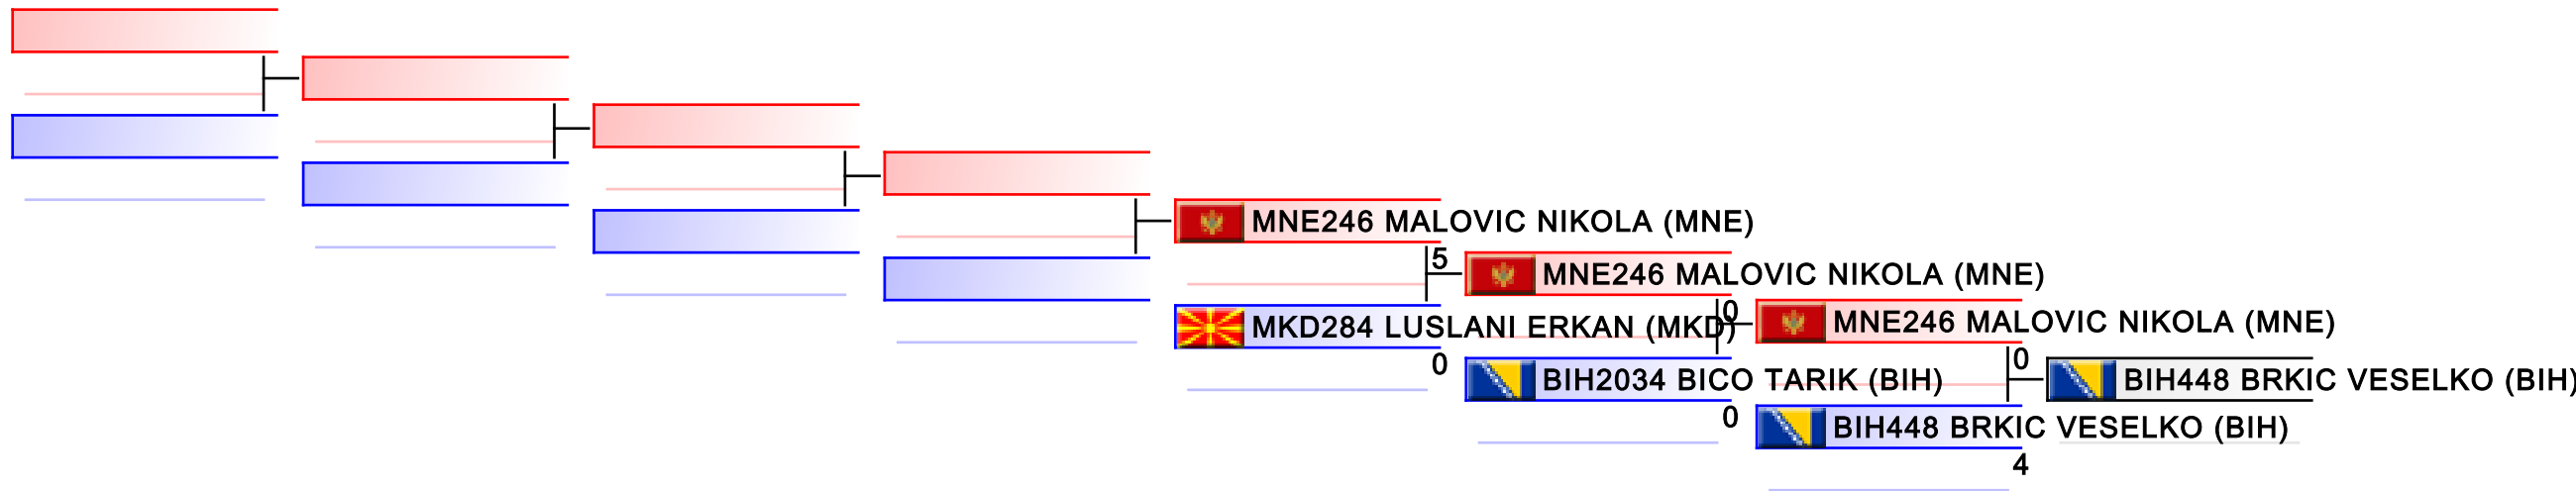 MNE246 MALOVIC NIKOLA (MNE)
5
MNE246 MALOVIC NIKOLA (MNE)
MKD284 LUSLANI ERKAN (MKD)
0
0
MNE246 MALOVIC NIKOLA (MNE)
BIH2034 BICO TARIK (BIH)
0
0
BIH448 BRKIC VESELKO (BIH)
BIH448 BRKIC VESELKO (BIH)
4